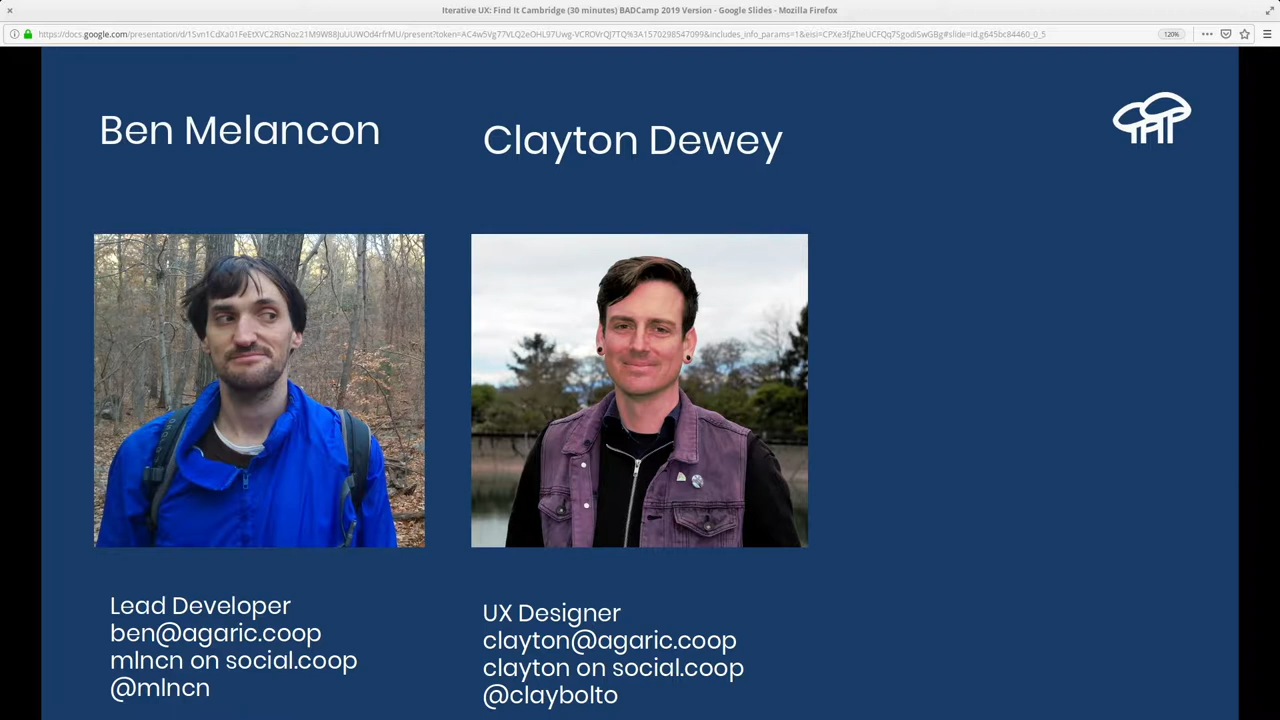 Iterative UX: Find It Cambridge (30 minutes) BADCamp 2019 Version - Google Slides - Mozilla Firefox
120%
Ben Melancon
Clayton Dewey
Lead Developer
ben@agaric.coop
mlncn on social.coop
@mlncn
UX Designer
clayton@agaric.coop
clayton on social.coop
@claybolto